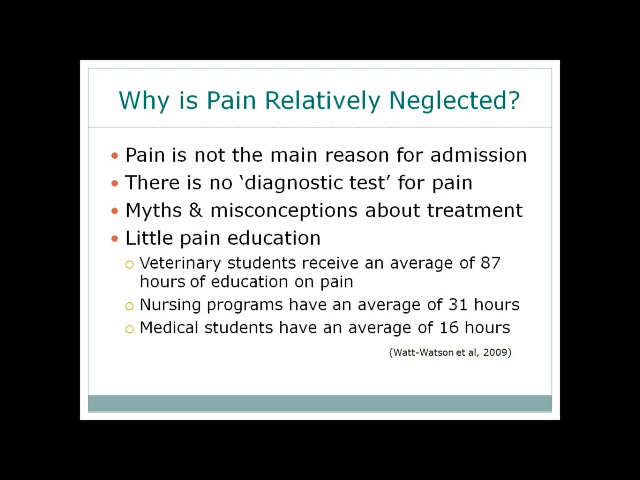 Why is Pain Relatively Neglected?
• Pain is not the main reason for admission
• There is no ‘diagnostic test’ for pain
• Myths & misconceptions about treatment
• Little pain education
○ Veterinary students receive an average of 87
hours of education on pain
○ Nursing programs have an average of 31 hours
○ Medical students have an average of 16 hours
(Watt-Watson et al, 2009)